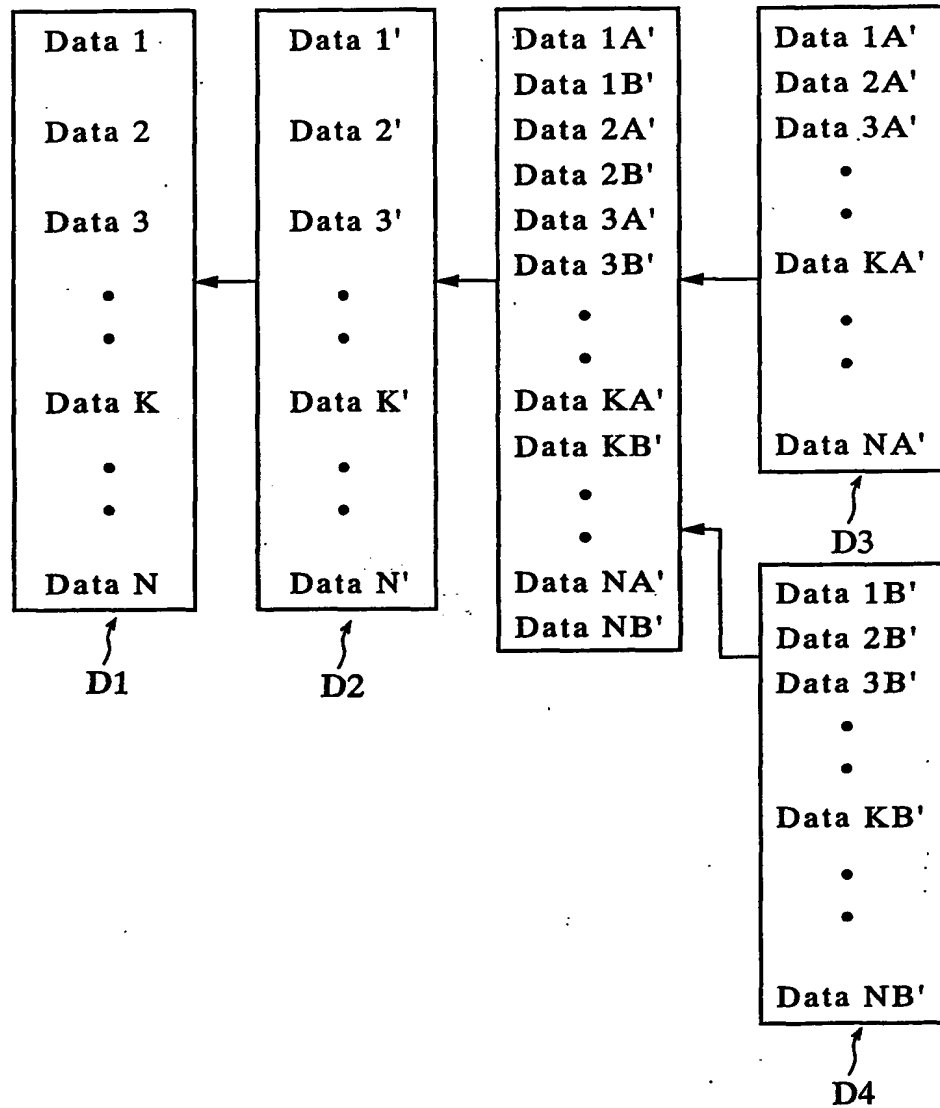 Data 1
Data 2
Data 3
Data K
Data N
D1
Data 1'
Data 2'
Data 3'
Data K'
Data N'
D2
Data 1A'
Data 1B'
Data 2A'
Data 2B'
Data 3A'
Data 3B'
Data KA'
Data KB'
Data NA'
Data NB'
Data 1A'
Data 2A'
Data 3A'
Data KA'
Data NA'
D3
Data 1B'
Data 2B'
Data 3B'
Data KB'
Data NB'
D4